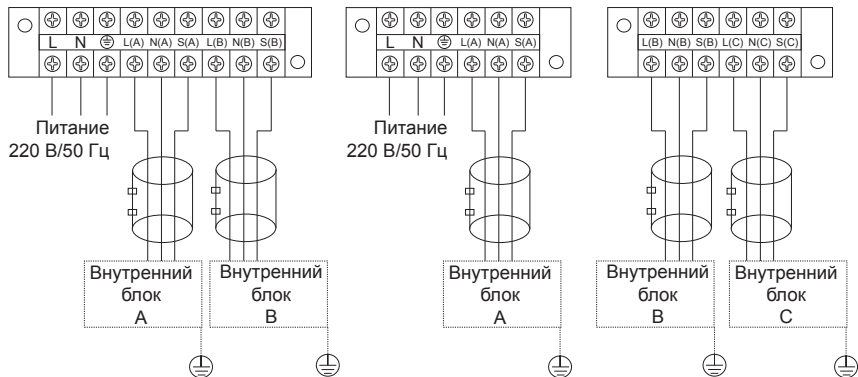 L N L(A) N(A) S(A) L(B) N(B) S(B)
Питание
220 В/50 Гц
Внутренний
блок
A
Внутренний
блок
B
L N L(A) N(A) S(A)
Питание
220 В/50 Гц
Внутренний
блок
A
L(B) N(B) S(B) L(C) N(C) S(C)
Внутренний
блок
B
Внутренний
блок
C